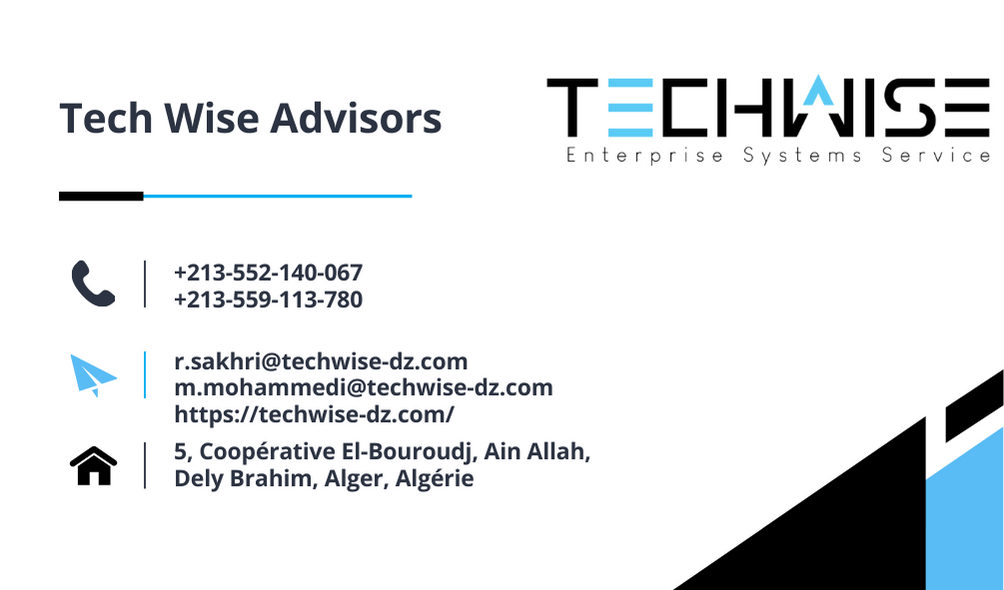 Tech Wise Advisors
TECHWISE
Enterprise Systems Service
+213-552-140-067
+213-559-113-780
r.sakhri@techwise-dz.com
m.mohammedi@techwise-dz.com
https://techwise-dz.com/
5, Coopérative El-Bouroudj, Ain Allah,
Dely Brahim, Alger, Algérie